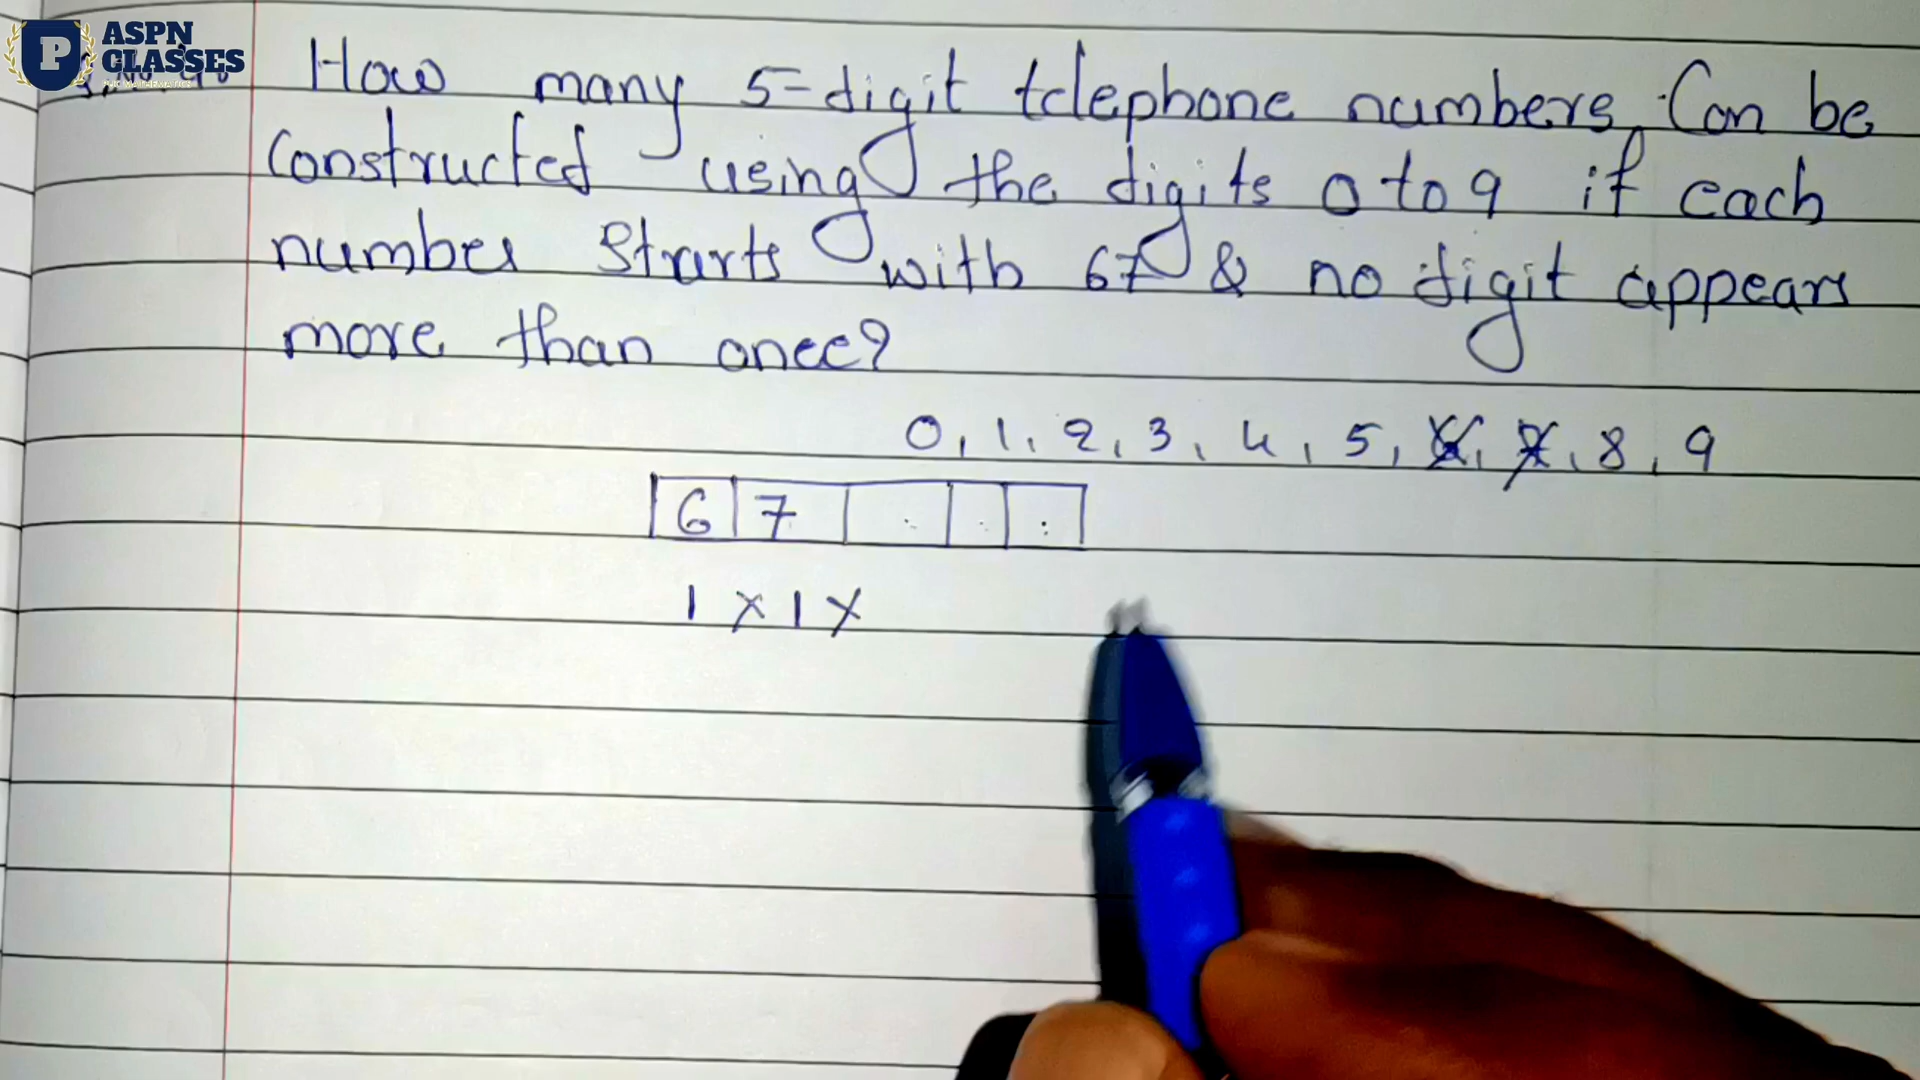 ASPN
CLASSES
How many 5-digit telephone numbers, Can be
constructed using the digits 0 to 9 if each
number starts with 67 & no digit appears
more than once?
0, 1, 2, 3, 4, 5, 6, 7, 8, 9
6 7
1 x 1 x